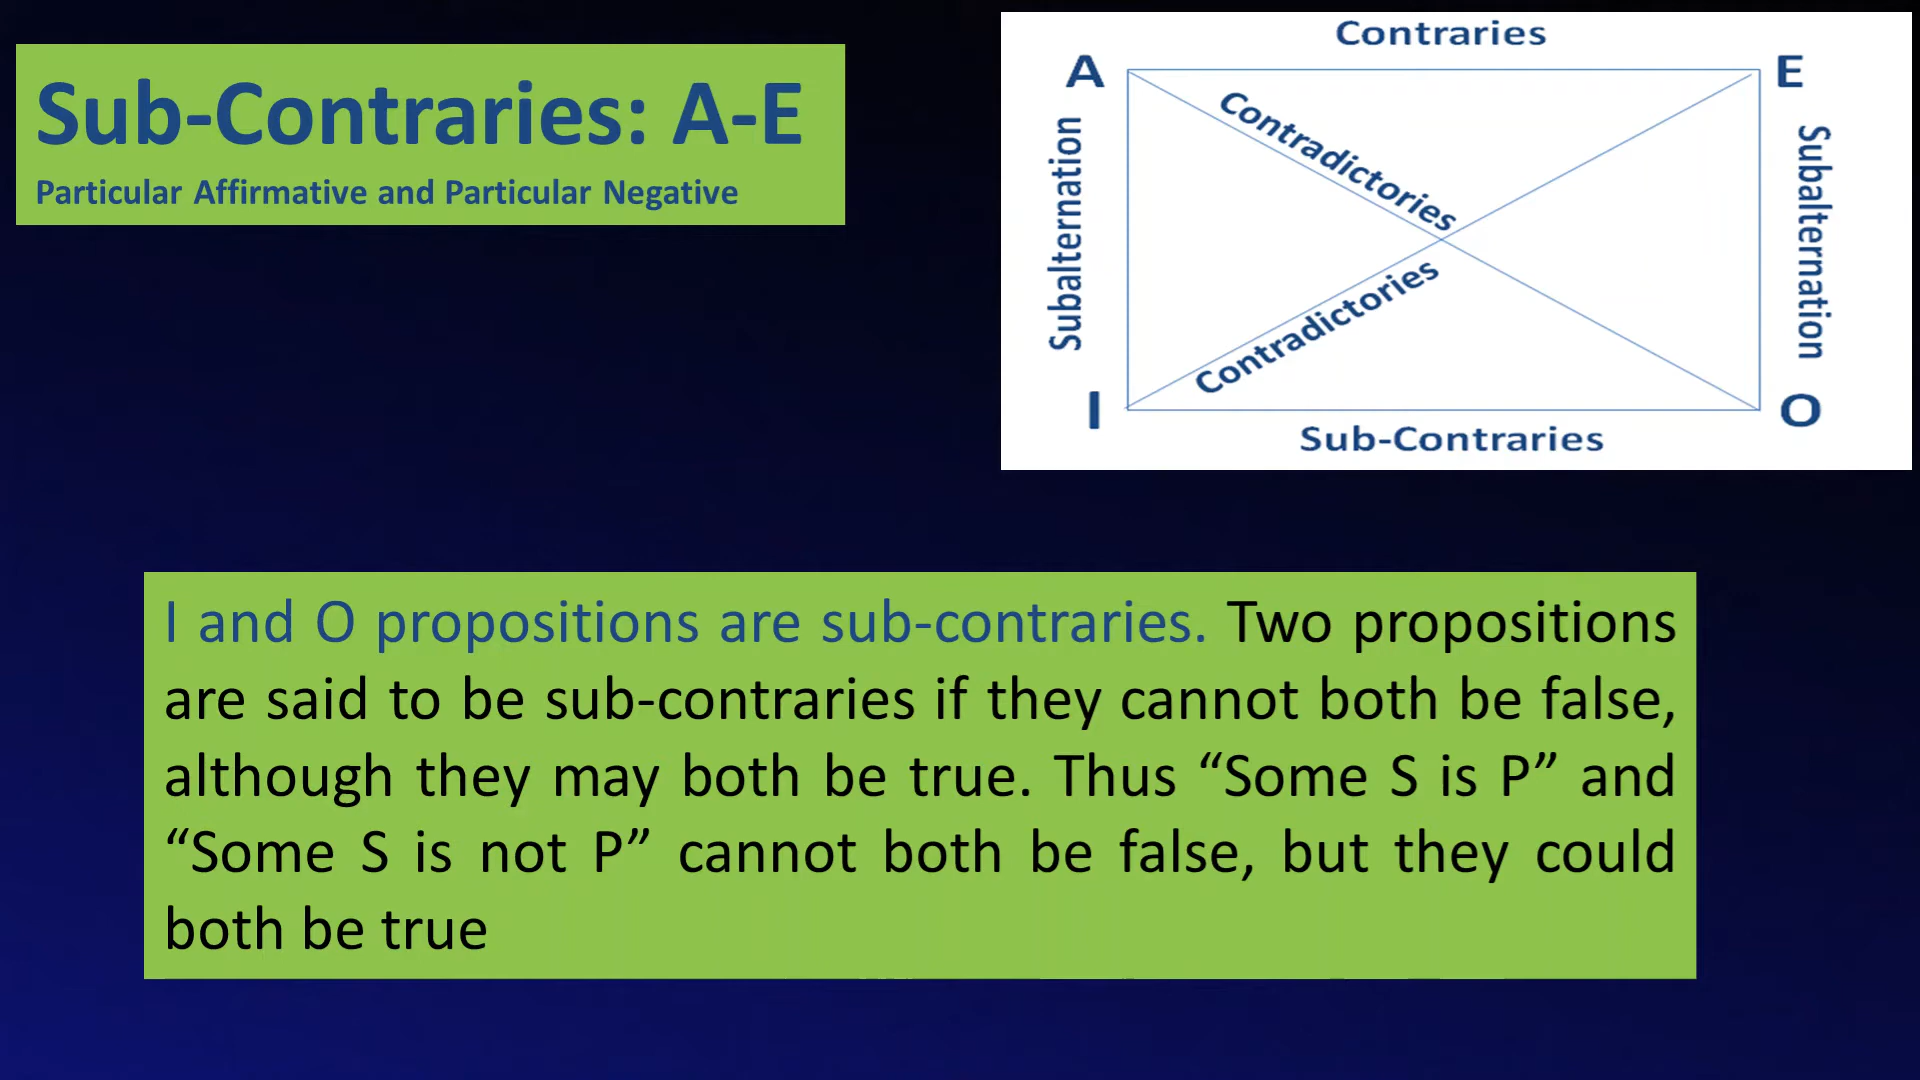 Sub-Contraries: A-E
Particular Affirmative and Particular Negative
Contraries
A
E
Contradictories
Subalternation
Subalternation
Contradictories
I
O
Sub-Contraries
I and O propositions are sub-contraries. Two propositions
are said to be sub-contraries if they cannot both be false,
although they may both be true. Thus “Some S is P” and
“Some S is not P” cannot both be false, but they could
both be true